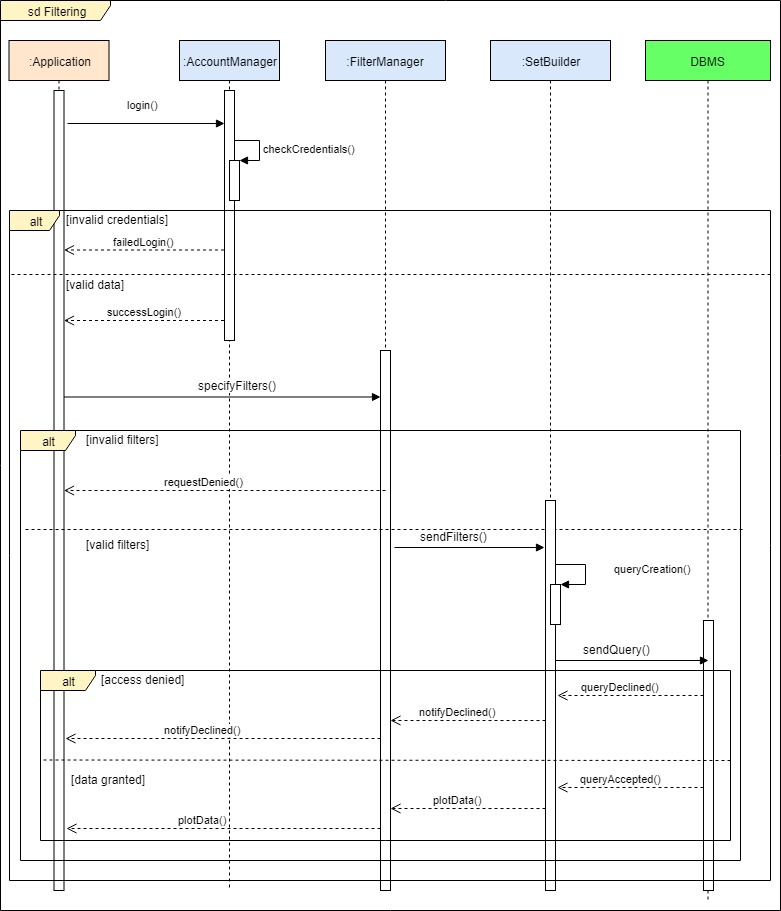 sd Filtering
:Application
:AccountManager
:FilterManager
:SetBuilder
DBMS
login()
checkCredentials()
alt
[invalid credentials]
failedLogin()
[valid data]
successLogin()
specifyFilters()
alt
[invalid filters]
requestDenied()
[valid filters]
sendFilters()
queryCreation()
sendQuery()
alt
[access denied]
queryDeclined()
notifyDeclined()
notifyDeclined()
[data granted]
queryAccepted()
plotData()
plotData()